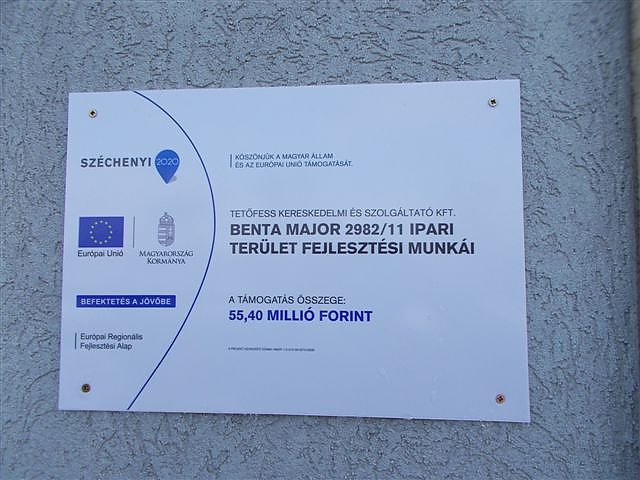 SZÉCHENYI 2020
KÖSZÖNJÜK A MAGYAR ÁLLAM
ÉS AZ EURÓPAI UNIÓ TÁMOGATÁSÁT.
Európai Unió
MAGYARORSZÁG
KORMÁNYA
BEFEKTETÉS A JÖVŐBE
Európai Regionális
Fejlesztési Alap
TETŐFESS KERESKEDELMI ÉS SZOLGÁLTATÓ KFT.
BENTA MAJOR 2982/11 IPARI
TERÜLET FEJLESZTÉSI MUNKÁI
A TÁMOGATÁS ÖSSZEGE:
55,40 MILLIÓ FORINT